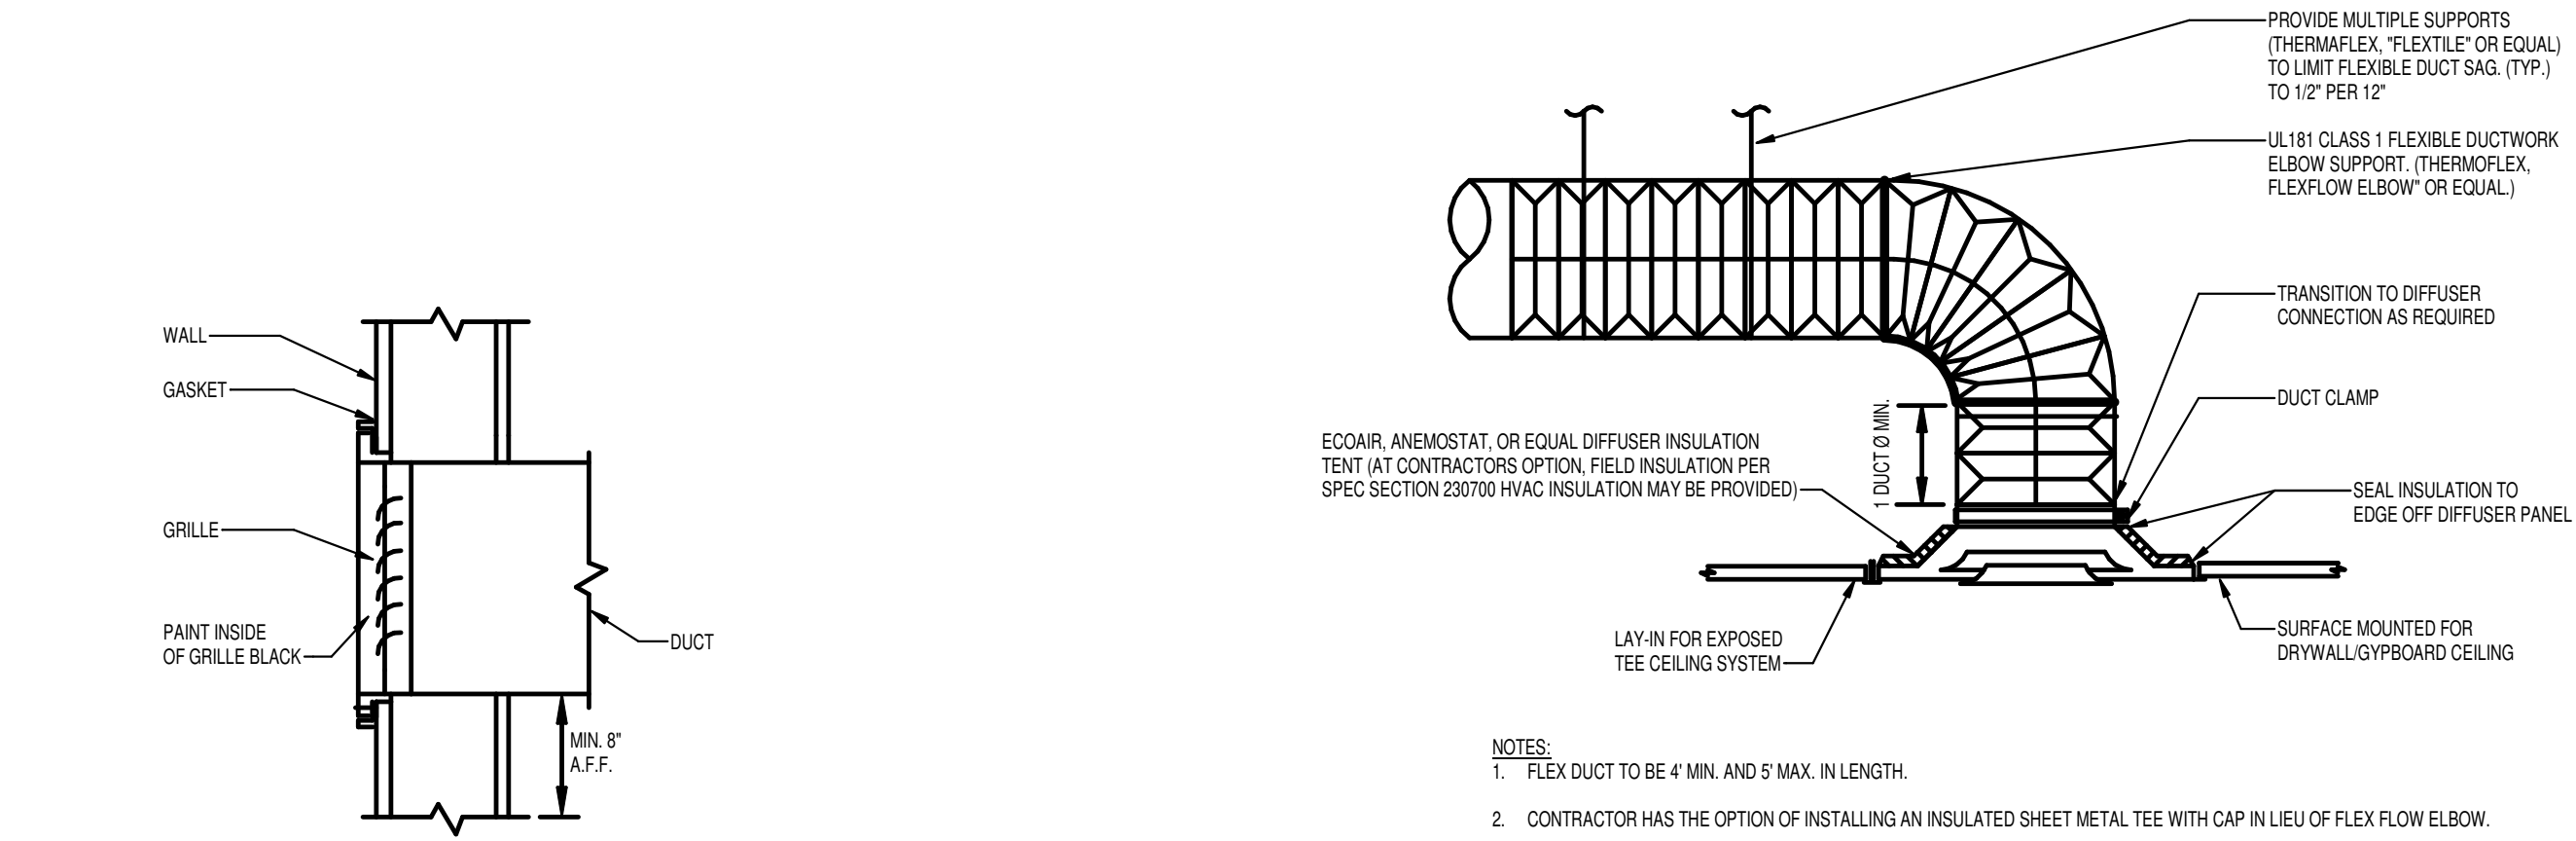 WALL
GASKET
GRILLE
PAINT INSIDE
OF GRILLE BLACK
DUCT
MIN. 8"
A.F.F.
PROVIDE MULTIPLE SUPPORTS
(THERMAFLEX, "FLEXTILE" OR EQUAL)
TO LIMIT FLEXIBLE DUCT SAG. (TYP.)
TO 1/2" PER 12"
UL181 CLASS 1 FLEXIBLE DUCTWORK
ELBOW SUPPORT. (THERMOFLEX,
FLEXFLOW ELBOW" OR EQUAL.)
TRANSITION TO DIFFUSER
CONNECTION AS REQUIRED
DUCT CLAMP
1 DUCT Ø MIN.
ECOAIR, ANEMOSTAT, OR EQUAL DIFFUSER INSULATION
TENT (AT CONTRACTORS OPTION, FIELD INSULATION PER
SPEC SECTION 230700 HVAC INSULATION MAY BE PROVIDED)
SEAL INSULATION TO
EDGE OFF DIFFUSER PANEL
LAY-IN FOR EXPOSED
TEE CEILING SYSTEM
SURFACE MOUNTED FOR
DRYWALL/GYPBOARD CEILING
NOTES:
1. FLEX DUCT TO BE 4' MIN. AND 5' MAX. IN LENGTH.
2. CONTRACTOR HAS THE OPTION OF INSTALLING AN INSULATED SHEET METAL TEE WITH CAP IN LIEU OF FLEX FLOW ELBOW.